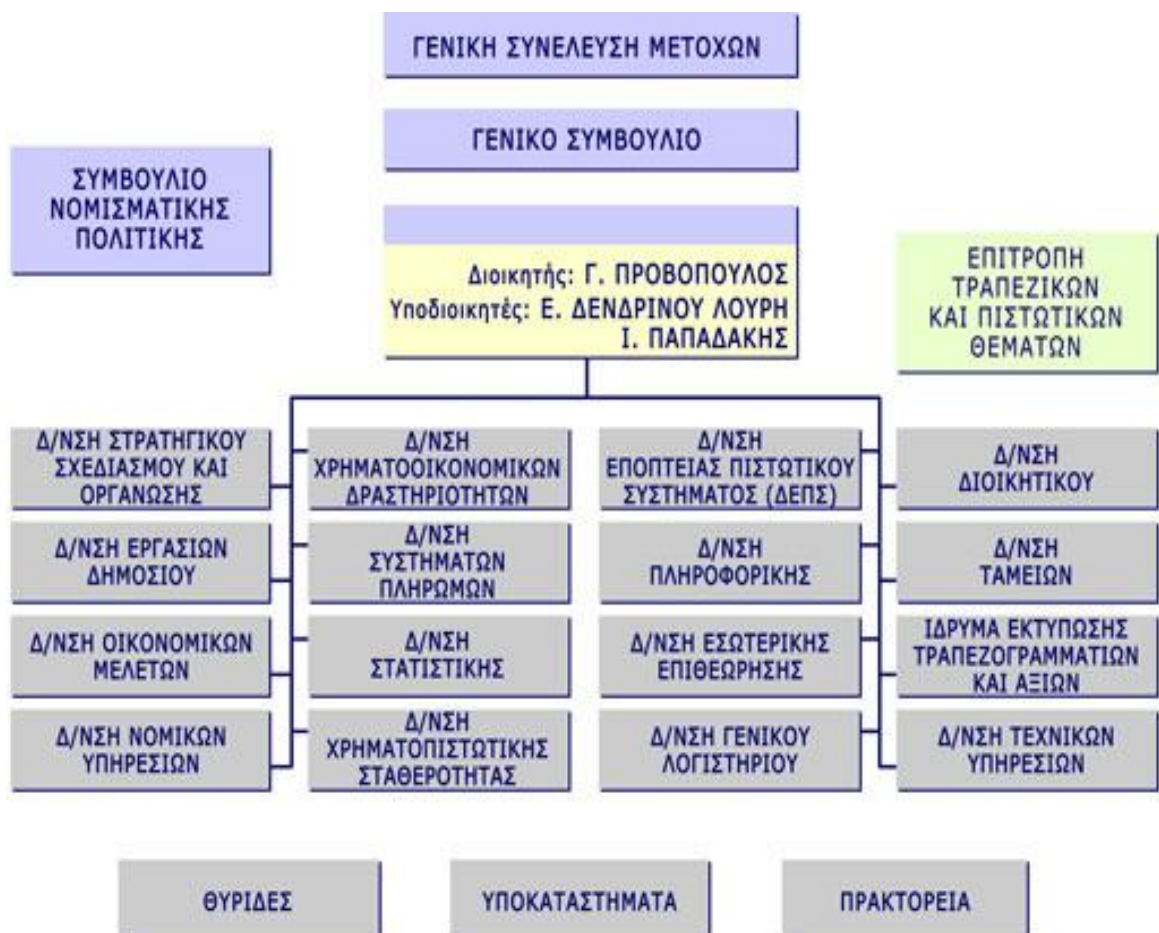 ΓΕΝΙΚΗ ΣΥΝΕΛΕΥΣΗ ΜΕΤΟΧΩΝ
ΓΕΝΙΚΟ ΣΥΜΒΟΥΛΙΟ
ΣΥΜΒΟΥΛΙΟ
ΝΟΜΙΣΜΑΤΙΚΗΣ
ΠΟΛΙΤΙΚΗΣ
Διοικητής: Γ. ΠΡΟΒΟΠΟΥΛΟΣ
Υποδιοικητές: Ε. ΔΕΝΔΡΙΝΟΥ ΛΟΥΡΗ
Ι. ΠΑΠΑΔΑΚΗΣ
ΕΠΙΤΡΟΠΗ
ΤΡΑΠΕΖΙΚΩΝ
ΚΑΙ ΠΙΣΤΩΤΙΚΩΝ
ΘΕΜΑΤΩΝ
Δ/ΝΣΗ ΣΤΡΑΤΗΓΙΚΟΥ
ΣΧΕΔΙΑΣΜΟΥ ΚΑΙ
ΟΡΓΑΝΩΣΗΣ
Δ/ΝΣΗ
ΧΡΗΜΑΤΟΟΙΚΟΝΟΜΙΚΩΝ
ΔΡΑΣΤΗΡΙΟΤΗΤΩΝ
Δ/ΝΣΗ
ΕΠΟΠΤΕΙΑΣ ΠΙΣΤΩΤΙΚΟΥ
ΣΥΣΤΗΜΑΤΟΣ (ΔΕΠΣ)
Δ/ΝΣΗ
ΔΙΟΙΚΗΤΙΚΟΥ
Δ/ΝΣΗ ΕΡΓΑΣΙΩΝ
ΔΗΜΟΣΙΟΥ
Δ/ΝΣΗ
ΣΥΣΤΗΜΑΤΩΝ
ΠΛΗΡΩΜΩΝ
Δ/ΝΣΗ
ΠΛΗΡΟΦΟΡΙΚΗΣ
Δ/ΝΣΗ
ΤΑΜΕΙΩΝ
Δ/ΝΣΗ ΟΙΚΟΝΟΜΙΚΩΝ
ΜΕΛΕΤΩΝ
Δ/ΝΣΗ
ΣΤΑΤΙΣΤΙΚΗΣ
Δ/ΝΣΗ ΕΣΩΤΕΡΙΚΗΣ
ΕΠΙΘΕΩΡΗΣΗΣ
ΙΔΡΥΜΑ ΕΚΤΥΠΩΣΗΣ
ΤΡΑΠΕΖΟΓΡΑΜΜΑΤΙΩΝ
ΚΑΙ ΑΞΙΩΝ
Δ/ΝΣΗ ΝΟΜΙΚΩΝ
ΥΠΗΡΕΣΙΩΝ
Δ/ΝΣΗ
ΧΡΗΜΑΤΟΠΙΣΤΩΤΙΚΗΣ
ΣΤΑΘΕΡΟΤΗΤΑΣ
Δ/ΝΣΗ ΓΕΝΙΚΟΥ
ΛΟΓΙΣΤΗΡΙΟΥ
Δ/ΝΣΗ ΤΕΧΝΙΚΩΝ
ΥΠΗΡΕΣΙΩΝ
ΘΥΡΙΔΕΣ
ΥΠΟΚΑΤΑΣΤΗΜΑΤΑ
ΠΡΑΚΤΟΡΕΙΑ